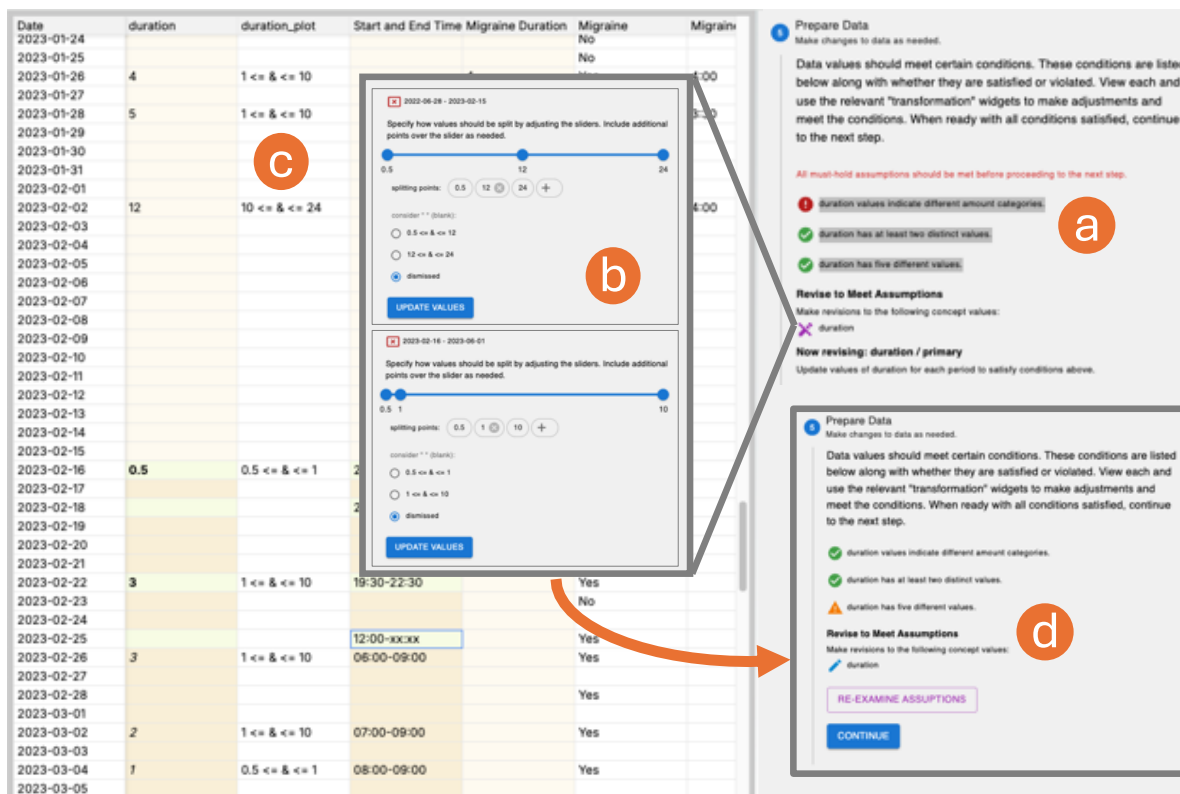 Date duration duration_plot Start and End Time Migraine Duration Migraine Migraine
2023-01-24 No
2023-01-25 No
2023-01-26 4 1 <= & <= 10 4:00
2023-01-27
2023-01-28 5 1 <= & <= 10 3:30
2023-01-29
2023-01-30
2023-01-31
2023-02-01
2023-02-02 12 10 <= & <= 24 4:00
2023-02-03
2023-02-04
2023-02-05
2023-02-06
2023-02-07
2023-02-08
2023-02-09
2023-02-10
2023-02-11
2023-02-12
2023-02-13
2023-02-14
2023-02-15
2023-02-16 0.5 0.5 <= & <= 1 2
2023-02-17
2023-02-18 2
2023-02-19
2023-02-20
2023-02-21
2023-02-22 3 1 <= & <= 10 19:30-22:30 Yes
2023-02-23 No
2023-02-24
2023-02-25 12:00-xx:xx Yes
2023-02-26 3 1 <= & <= 10 06:00-09:00 Yes
2023-02-27
2023-02-28 Yes
2023-03-01
2023-03-02 2 1 <= & <= 10 07:00-09:00 Yes
2023-03-03
2023-03-04 1 0.5 <= & <= 1 08:00-09:00 Yes
2023-03-05
c
2022-06-28 - 2023-02-15
Specify how values should be split by adjusting the sliders. Include additional
points over the slider as needed.
0.5 12 24
splitting points: 0.5 12 24 +
consider " " (blank):
0.5 <= & <= 12
12 <= & <= 24
dismissed
UPDATE VALUES
b
2023-02-16 - 2023-06-01
Specify how values should be split by adjusting the sliders. Include additional
points over the slider as needed.
0.5 1 10
splitting points: 0.5 1 10 +
consider " " (blank):
0.5 <= & <= 1
1 <= & <= 10
dismissed
UPDATE VALUES
5 Prepare Data
Make changes to data as needed.
Data values should meet certain conditions. These conditions are listed
below along with whether they are satisfied or violated. View each and
use the relevant "transformation" widgets to make adjustments and
meet the conditions. When ready with all conditions satisfied, continue
to the next step.
All must-hold assumptions should be met before proceeding to the next step.
duration values indicate different amount categories.
duration has at least two distinct values.
duration has five different values.
a
Revise to Meet Assumptions
Make revisions to the following concept values:
duration
Now revising: duration / primary
Update values of duration for each period to satisfy conditions above.
5 Prepare Data
Make changes to data as needed.
Data values should meet certain conditions. These conditions are listed
below along with whether they are satisfied or violated. View each and
use the relevant "transformation" widgets to make adjustments and
meet the conditions. When ready with all conditions satisfied, continue
to the next step.
duration values indicate different amount categories.
duration has at least two distinct values.
duration has five different values.
d
Revise to Meet Assumptions
Make revisions to the following concept values:
duration
RE-EXAMINE ASSUPTIONS
CONTINUE